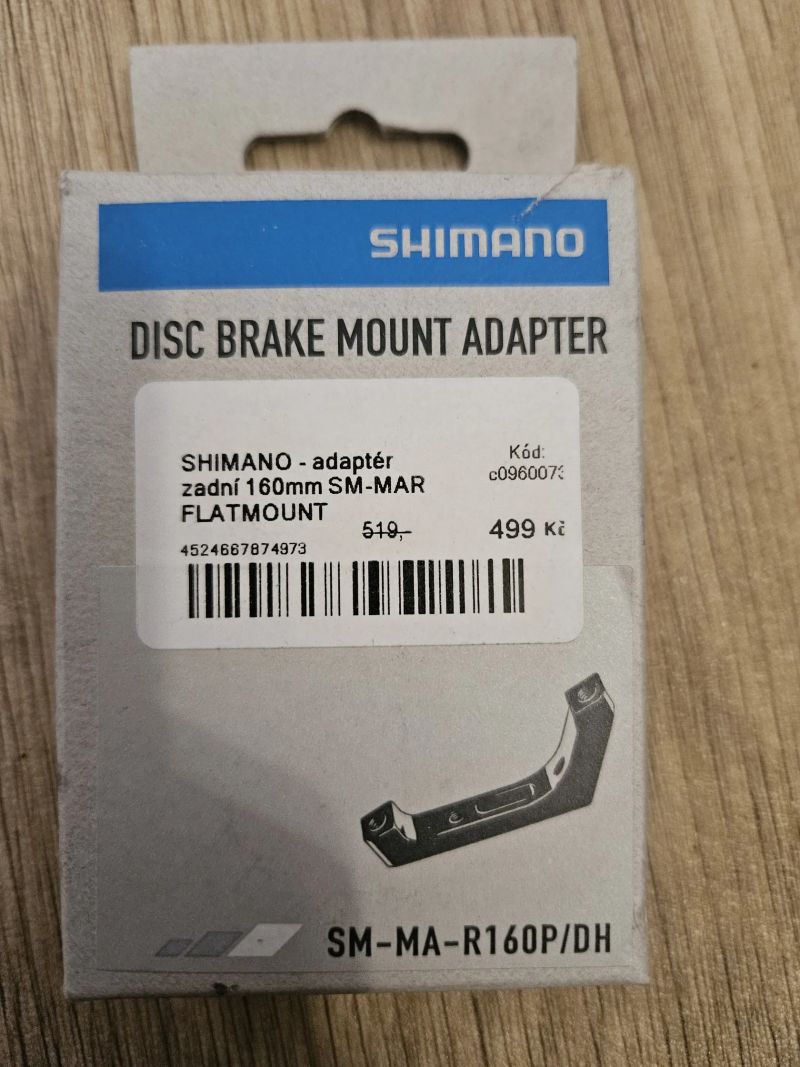 SHIMANO
DISC BRAKE MOUNT ADAPTER
SHIMANO - adaptér
zadní 160mm SM-MAR
FLATMOUNT
Kód:
519,-
499 Kč
4524667874973
SM-MA-R160P/DH